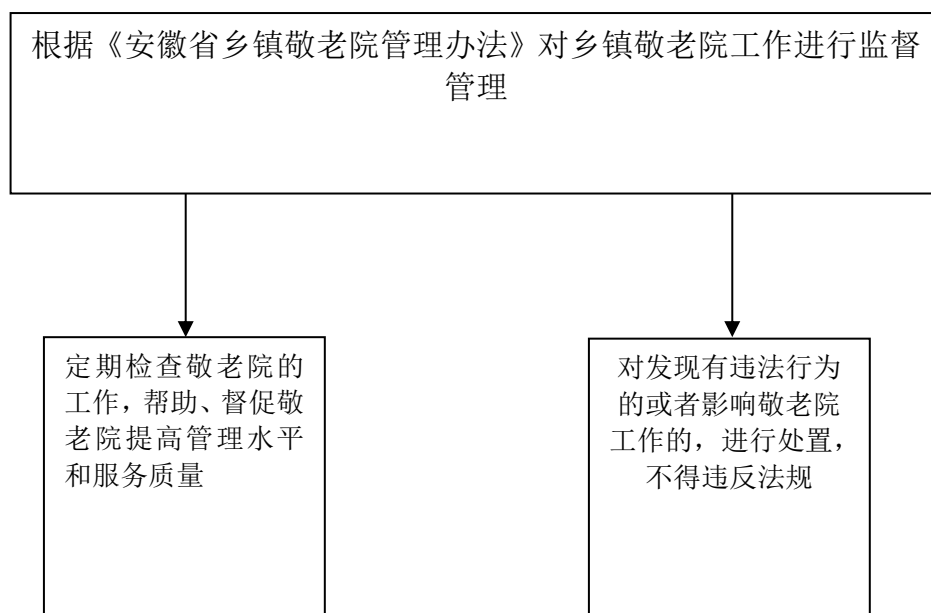 根据《安徽省乡镇敬老院管理办法》对乡镇敬老院工作进行监督
管理
定期检查敬老院的
工作，帮助、督促敬
老院提高管理水平
和服务质量
对发现有违法行为
的或者影响敬老院
工作的，进行处置，
不得违反法规